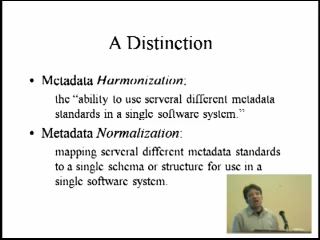 A Distinction
• Metadata Harmonization:
the “ability to use serveral different metadata
standards in a single software system.”
• Metadata Normalization:
mapping serveral different metadata standards
to a single schema or structure for use in a
single software system.